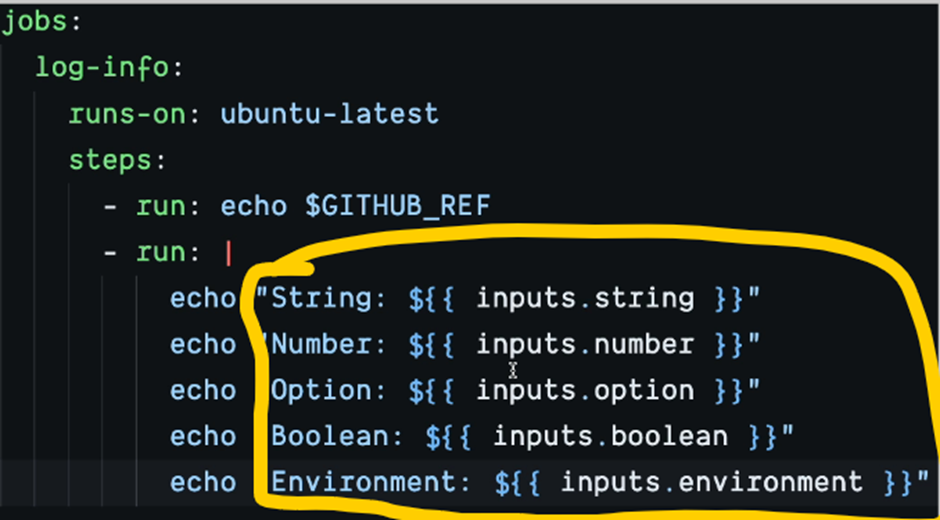 jobs:
log-info:
runs-on: ubuntu-latest
steps:
- run: echo $GITHUB_REF
- run: |
echo "String: ${{ inputs.string }}"
echo "Number: ${{ inputs.number }}"
echo "Option: ${{ inputs.option }}"
echo "Boolean: ${{ inputs.boolean }}"
echo "Environment: ${{ inputs.environment }}"